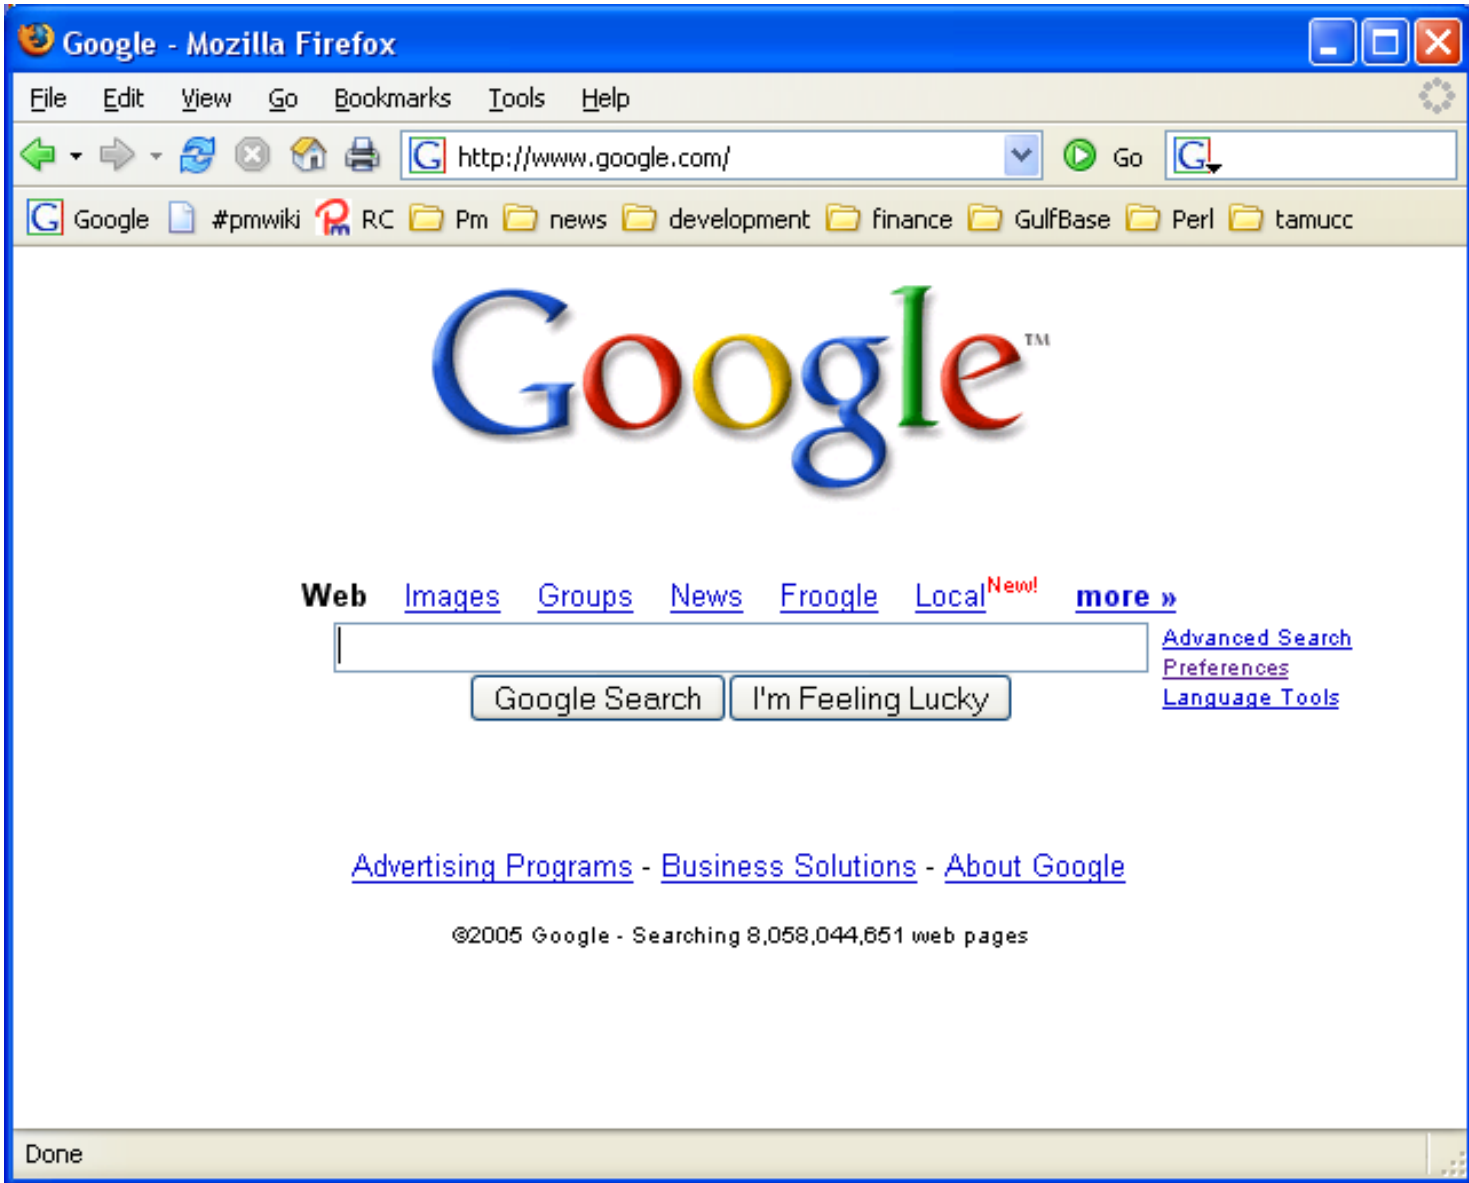 Google - Mozilla Firefox
File Edit View Go Bookmarks Tools Help
G http://www.google.com/ Go G
G Google #pmwiki Pm RC Pm news development finance GulfBase Perl tamucc
Google™
Web Images Groups News Froogle Local New! more »
Advanced Search
Preferences
Google Search I'm Feeling Lucky Language Tools
Advertising Programs - Business Solutions - About Google
©2005 Google - Searching 8,058,044,651 web pages
Done